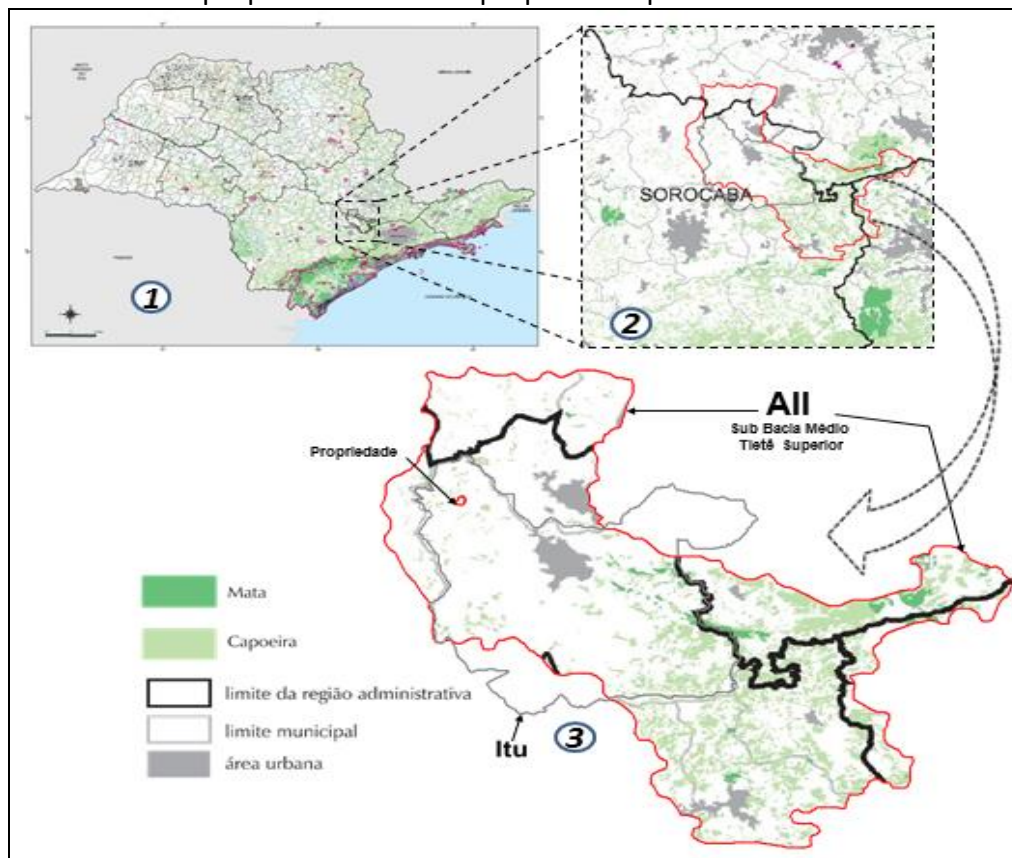 1
SOROCABA
2
AII
Sub Bacia Médio
Tietê Superior
Propriedade
Mata
Capoeira
limite da região administrativa
limite municipal
área urbana
Itu
3